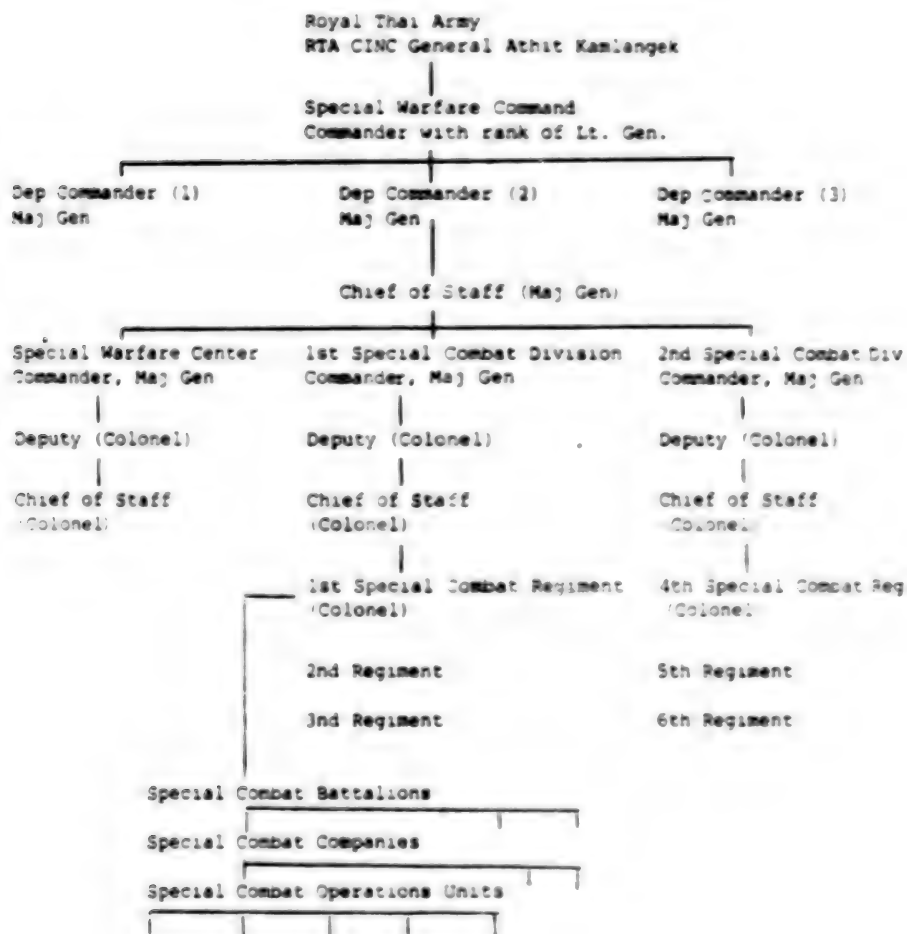 Royal Thai Army
RTA CINC General Athit Kamlangek
Special Warfare Command
Commander with rank of Lt. Gen.
Dep Commander (1)
Maj Gen
Dep Commander (2)
Maj Gen
Dep Commander (3)
Maj Gen
Chief of Staff (Maj Gen)
Special Warfare Center
Commander, Maj Gen
1st Special Combat Division
Commander, Maj Gen
2nd Special Combat Div
Commander, Maj Gen
Deputy (Colonel)
Deputy (Colonel)
Deputy (Colonel)
Chief of Staff
(Colonel)
Chief of Staff
(Colonel)
Chief of Staff
(Colonel)
1st Special Combat Regiment
(Colonel)
4th Special Combat Reg
(Colonel
2nd Regiment
5th Regiment
3nd Regiment
6th Regiment
Special Combat Battalions
Special Combat Companies
Special Combat Operations Units